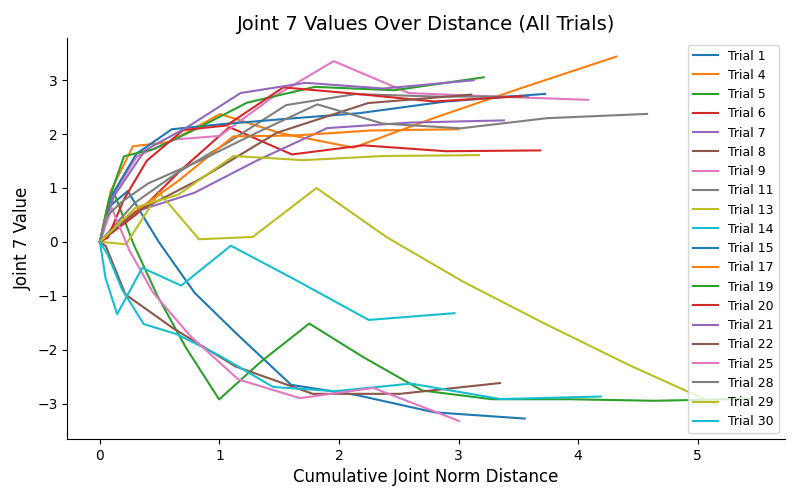 Joint 7 Values Over Distance (All Trials)
Joint 7 Value
3
2
1
0
−1
−2
−3
0
1
2
3
4
5
Cumulative Joint Norm Distance
Trial 1
Trial 4
Trial 5
Trial 6
Trial 7
Trial 8
Trial 9
Trial 11
Trial 13
Trial 14
Trial 15
Trial 17
Trial 19
Trial 20
Trial 21
Trial 22
Trial 25
Trial 28
Trial 29
Trial 30